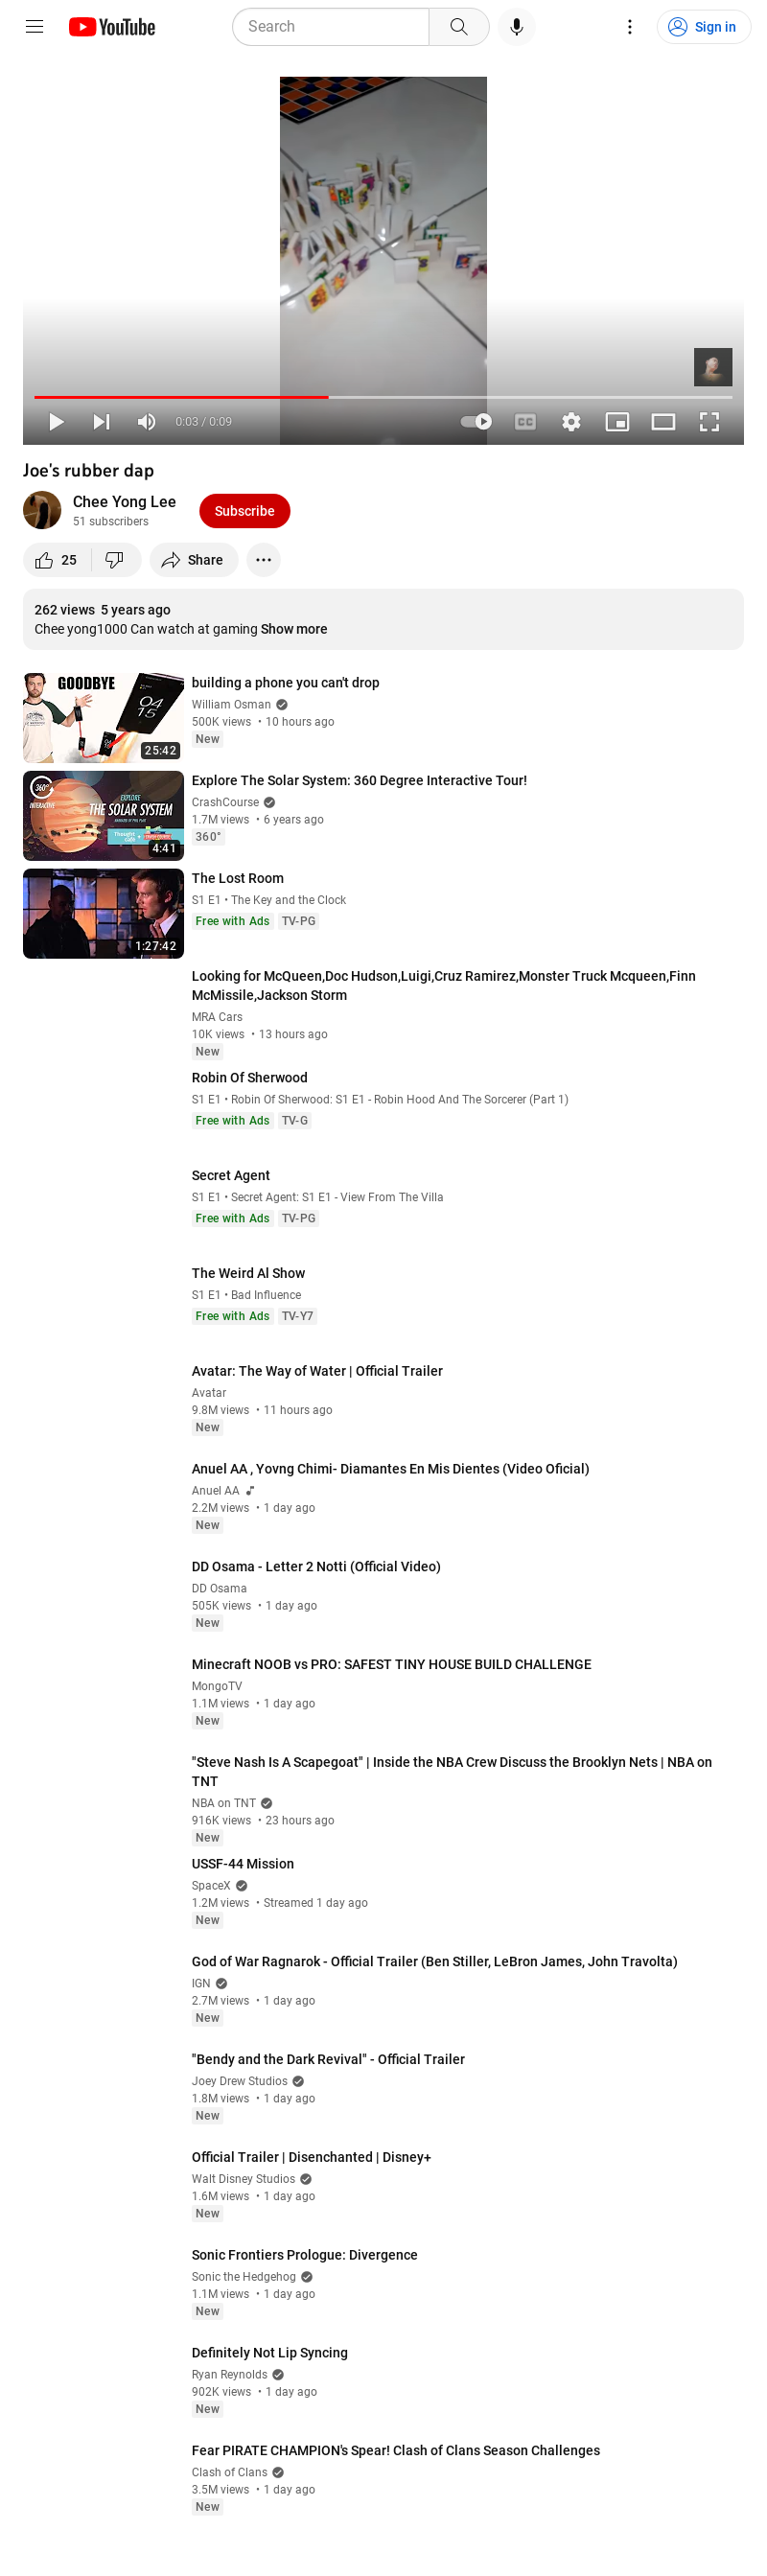 YouTube
Search
Sign in
0:03 / 0:09
CC
Joe's rubber dap
Chee Yong Lee
51 subscribers
Subscribe
25
Share
262 views 5 years ago
Chee yong1000 Can watch at gaming Show more
GOODBYE
04
15
25:42
building a phone you can't drop
William Osman
500K views • 10 hours ago
New
360°
INTERACTIVE
EXPLORE
THE SOLAR SYSTEM
Thought Cafe
4:41
Explore The Solar System: 360 Degree Interactive Tour!
CrashCourse
1.7M views • 6 years ago
360°
1:27:42
The Lost Room
S1 E1 • The Key and the Clock
Free with Ads TV-PG
Looking for McQueen,Doc Hudson,Luigi,Cruz Ramirez,Monster Truck Mcqueen,Finn
McMissile,Jackson Storm
MRA Cars
10K views • 13 hours ago
New
Robin Of Sherwood
S1 E1 • Robin Of Sherwood: S1 E1 - Robin Hood And The Sorcerer (Part 1)
Free with Ads TV-G
Secret Agent
S1 E1 • Secret Agent: S1 E1 - View From The Villa
Free with Ads TV-PG
The Weird Al Show
S1 E1 • Bad Influence
Free with Ads TV-Y7
Avatar: The Way of Water | Official Trailer
Avatar
9.8M views • 11 hours ago
New
Anuel AA , Yovng Chimi- Diamantes En Mis Dientes (Video Oficial)
Anuel AA
2.2M views • 1 day ago
New
DD Osama - Letter 2 Notti (Official Video)
DD Osama
505K views • 1 day ago
New
Minecraft NOOB vs PRO: SAFEST TINY HOUSE BUILD CHALLENGE
MongoTV
1.1M views • 1 day ago
New
"Steve Nash Is A Scapegoat" | Inside the NBA Crew Discuss the Brooklyn Nets | NBA on
TNT
NBA on TNT
916K views • 23 hours ago
New
USSF-44 Mission
SpaceX
1.2M views • Streamed 1 day ago
New
God of War Ragnarok - Official Trailer (Ben Stiller, LeBron James, John Travolta)
IGN
2.7M views • 1 day ago
New
"Bendy and the Dark Revival" - Official Trailer
Joey Drew Studios
1.8M views • 1 day ago
New
Official Trailer | Disenchanted | Disney+
Walt Disney Studios
1.6M views • 1 day ago
New
Sonic Frontiers Prologue: Divergence
Sonic the Hedgehog
1.1M views • 1 day ago
New
Definitely Not Lip Syncing
Ryan Reynolds
902K views • 1 day ago
New
Fear PIRATE CHAMPION's Spear! Clash of Clans Season Challenges
Clash of Clans
3.5M views • 1 day ago
New